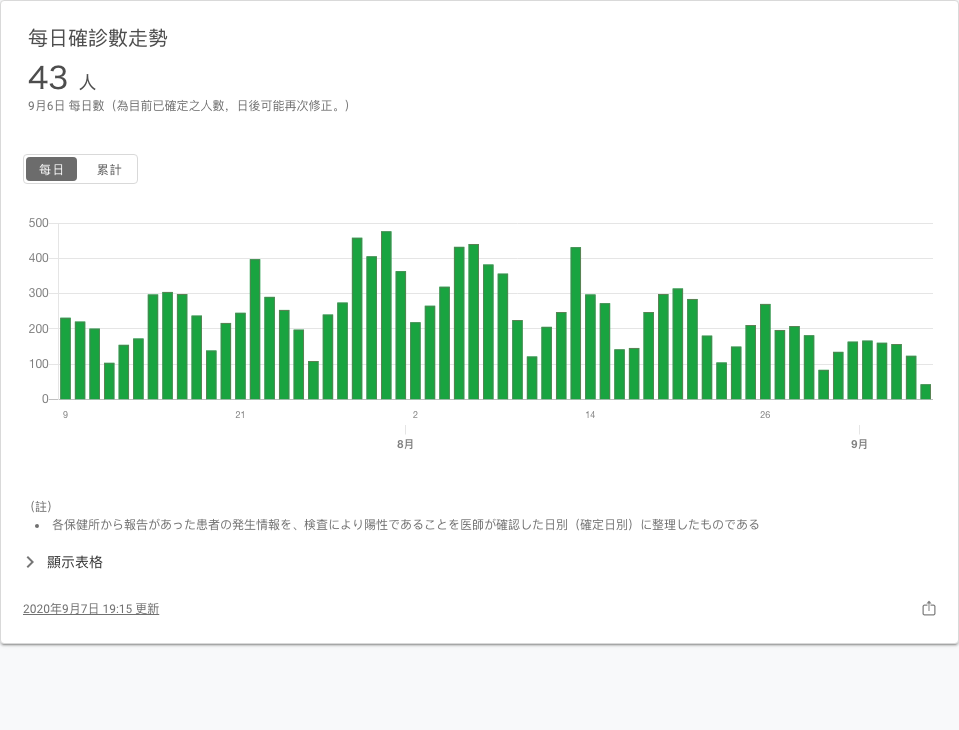 每日確診數走勢
43 人
9月6日 每日數（為目前已確定之人數，日後可能再次修正。）
每日 累計
500
400
300
200
100
0
9 21 2 14 26
8月 9月
（註）
• 各保健所から報告があった患者の発生情報を、検査により陽性であることを医師が確認した日別（確定日別）に整理したものである
顯示表格
2020年9月7日 19:15 更新